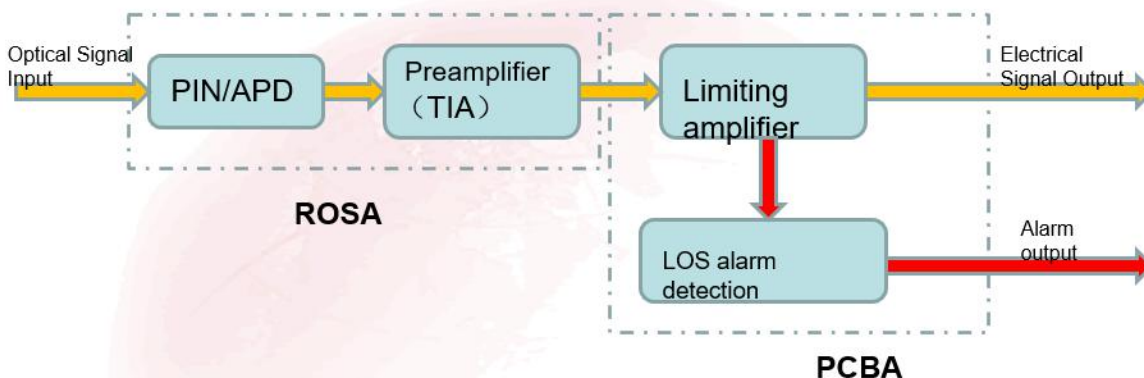 Optical Signal
Input
PIN/APD
Preamplifier
（TIA）
Limiting
amplifier
Electrical
Signal Output
ROSA
LOS alarm
detection
Alarm
output
PCBA